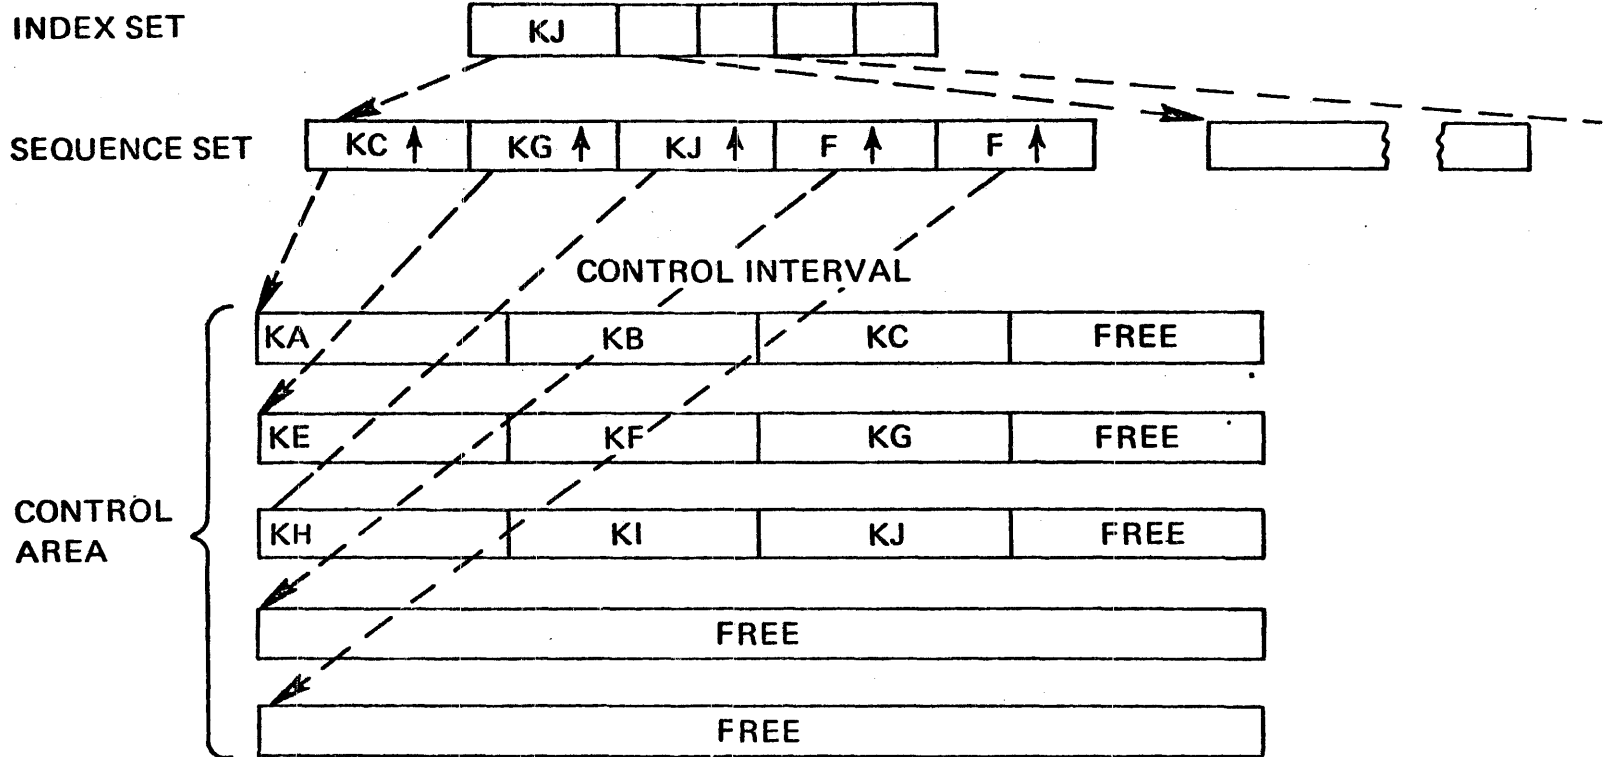 INDEX SET
KJ
SEQUENCE SET
KC KG KJ F F
CONTROL INTERVAL
KA KB KC FREE
KE KF KG FREE
CONTROL AREA
KH KI KJ FREE
FREE
FREE